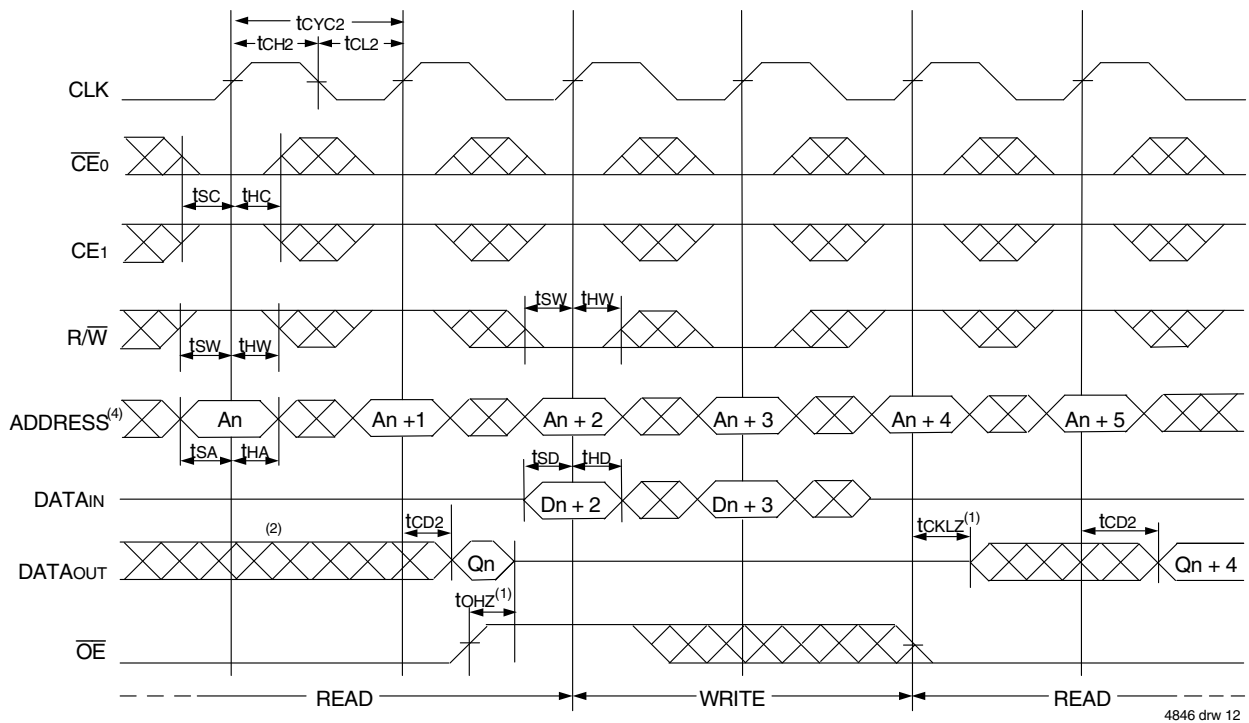 tCYC2
tCH2 tCL2
CLK
CE0
tSC tHC
CE1
tSW tHW
R/W
tSW tHW
ADDRESS(4) An An +1 An + 2 An + 3 An + 4 An + 5
tSA tHA tSD tHD
DATAIN Dn + 2 Dn + 3
(2) tCD2 tCKLZ(1) tCD2
DATAOUT Qn Qn + 4
tOHZ(1)
OE
READ WRITE READ
4846 drw 12